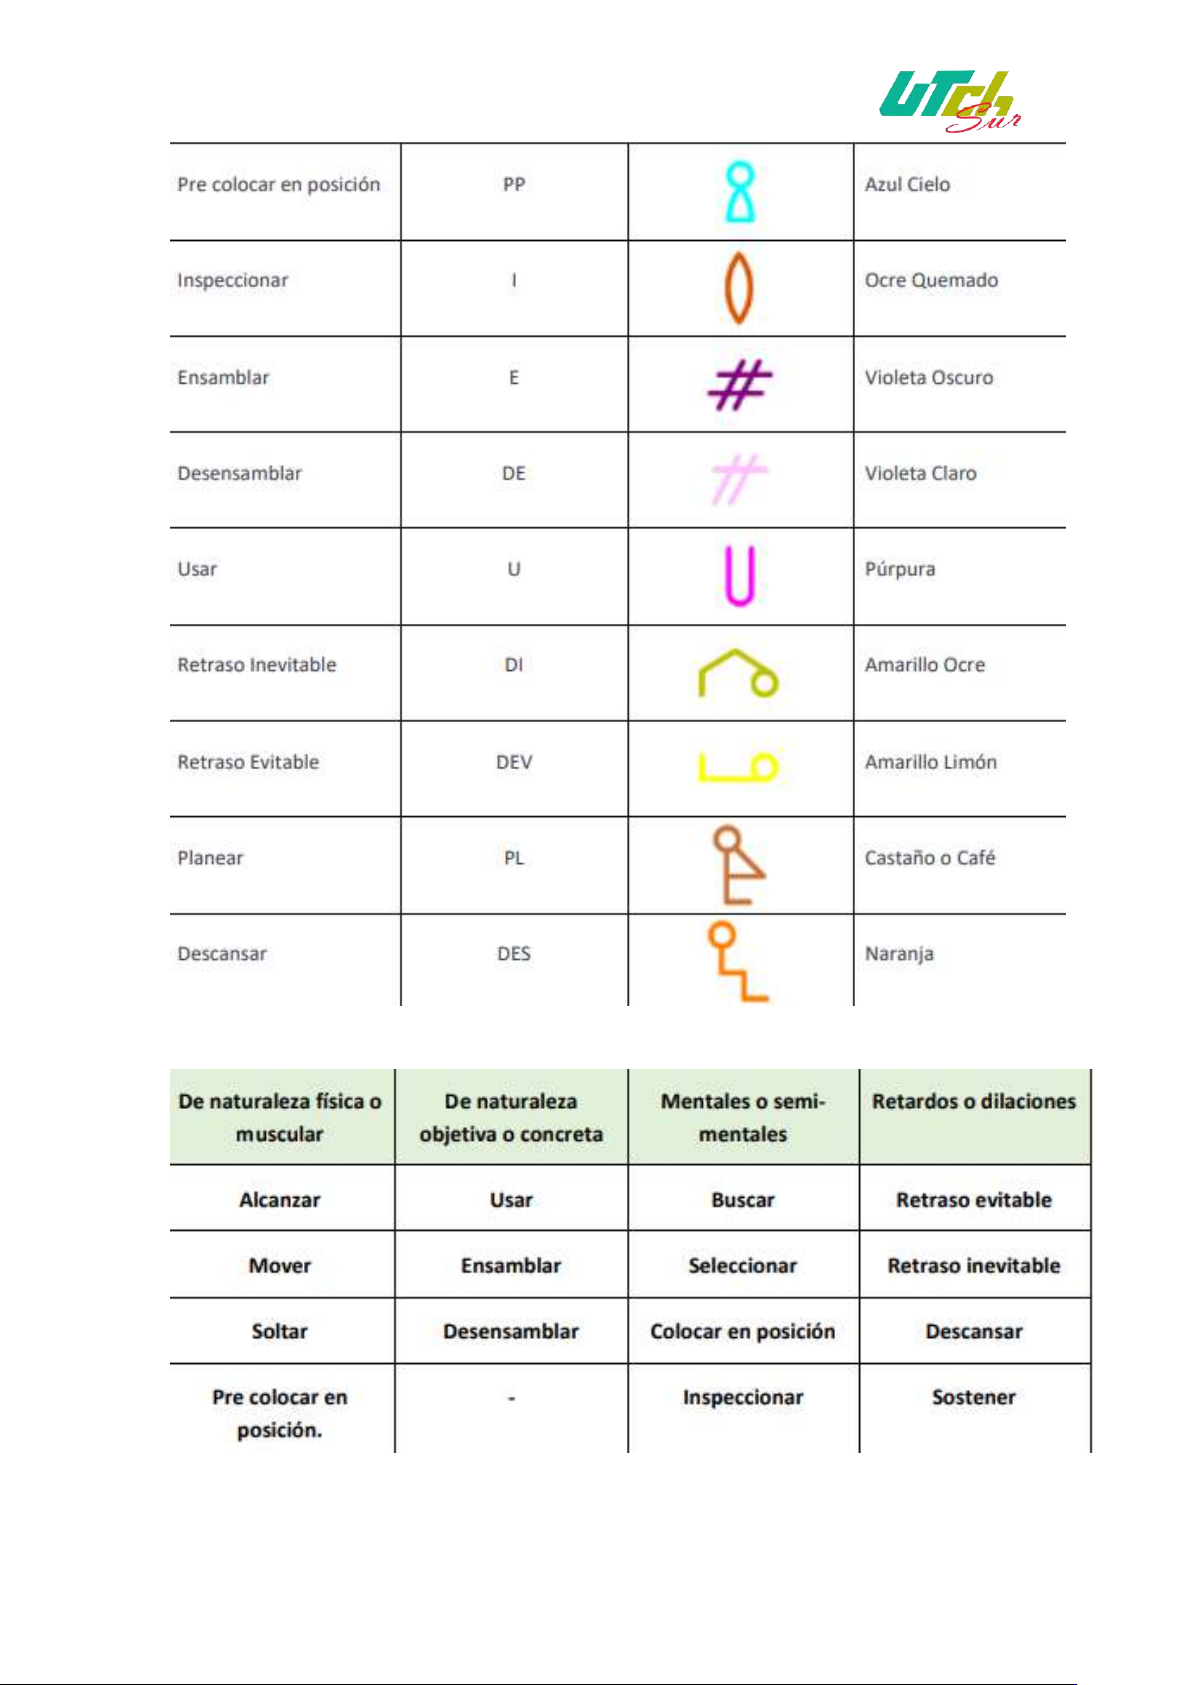 UTch
Sur
Pre colocar en posición PP Azul Cielo
Inspeccionar I Ocre Quemado
Ensamblar E Violeta Oscuro
Desensamblar DE Violeta Claro
Usar U Púrpura
Retraso Inevitable DI Amarillo Ocre
Retraso Evitable DEV Amarillo Limón
Planear PL Castaño o Café
Descansar DES Naranja
De naturaleza física o De naturaleza Mentales o semi- Retardos o dilaciones
muscular objetiva o concreta mentales
Alcanzar Usar Buscar Retraso evitable
Mover Ensamblar Seleccionar Retraso inevitable
Soltar Desensamblar Colocar en posición Descansar
Pre colocar en - Inspeccionar Sostener
posición.